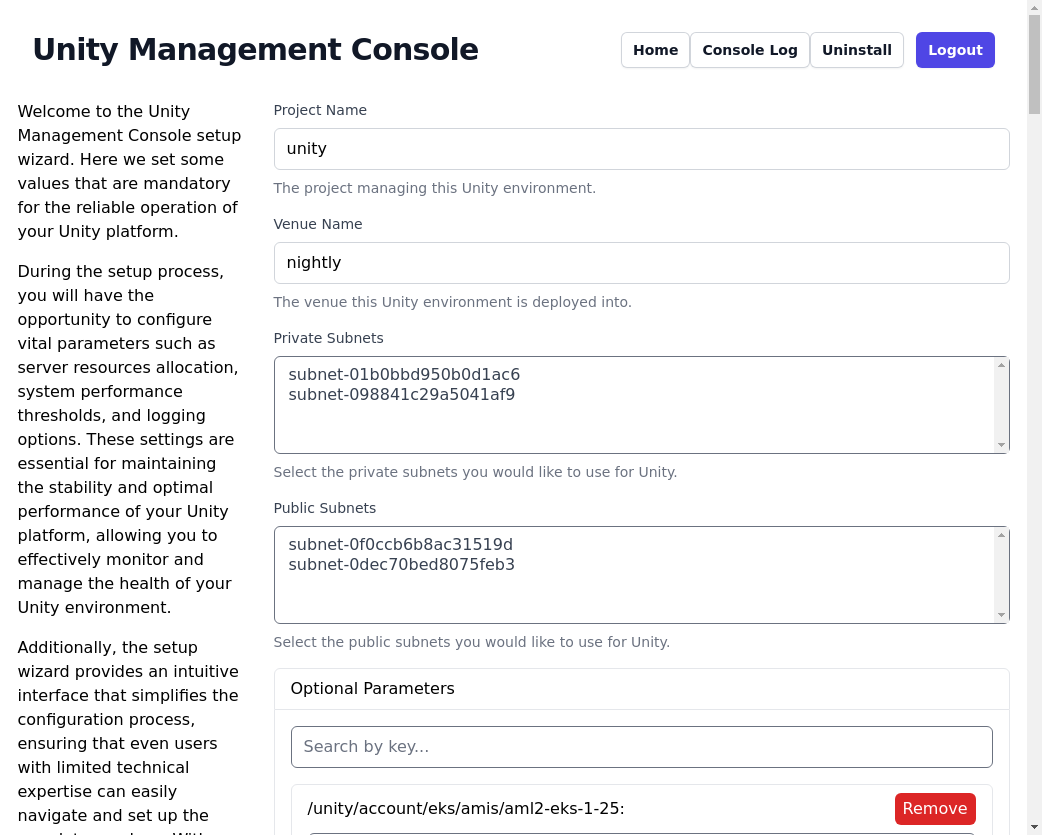 Unity Management Console
Home
Console Log
Uninstall
Logout
Welcome to the Unity
Management Console setup
wizard. Here we set some
values that are mandatory
for the reliable operation of
your Unity platform.
During the setup process,
you will have the
opportunity to configure
vital parameters such as
server resources allocation,
system performance
thresholds, and logging
options. These settings are
essential for maintaining
the stability and optimal
performance of your Unity
platform, allowing you to
effectively monitor and
manage the health of your
Unity environment.
Additionally, the setup
wizard provides an intuitive
interface that simplifies the
configuration process,
ensuring that even users
with limited technical
expertise can easily
navigate and set up the
Project Name
unity
The project managing this Unity environment.
Venue Name
nightly
The venue this Unity environment is deployed into.
Private Subnets
subnet-01b0bbd950b0d1ac6
subnet-098841c29a5041af9
Select the private subnets you would like to use for Unity.
Public Subnets
subnet-0f0ccb6b8ac31519d
subnet-0dec70bed8075feb3
Select the public subnets you would like to use for Unity.
Optional Parameters
Search by key...
/unity/account/eks/amis/aml2-eks-1-25:
Remove